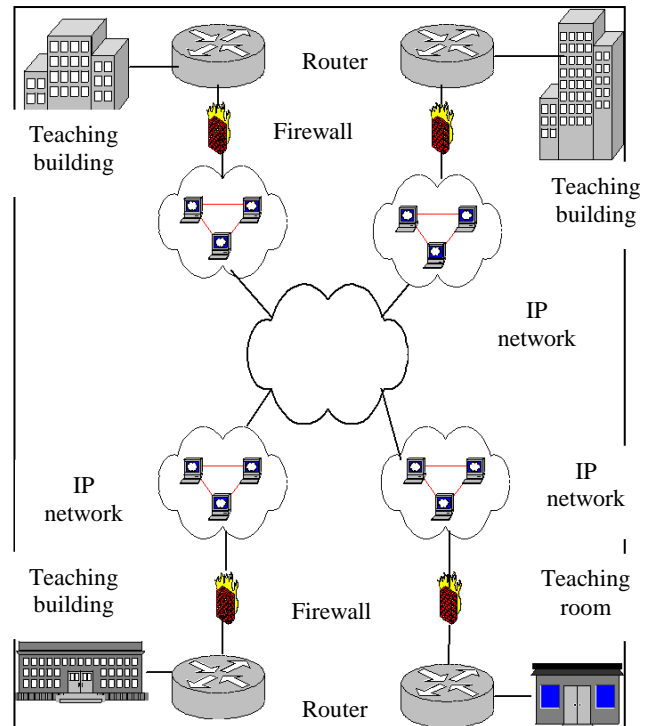 Router
Firewall
Teaching
building
Teaching
building
IP
network
IP
network
IP
network
Teaching
building
Teaching
room
Firewall
Router